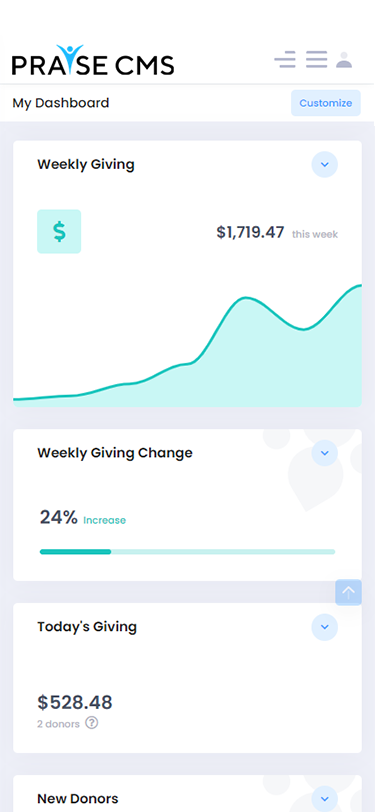 PRAISE CMS
My Dashboard
Customize
Weekly Giving
$
$1,719.47 this week
Weekly Giving Change
24% Increase
Today's Giving
$528.48
2 donors ?
New Donors